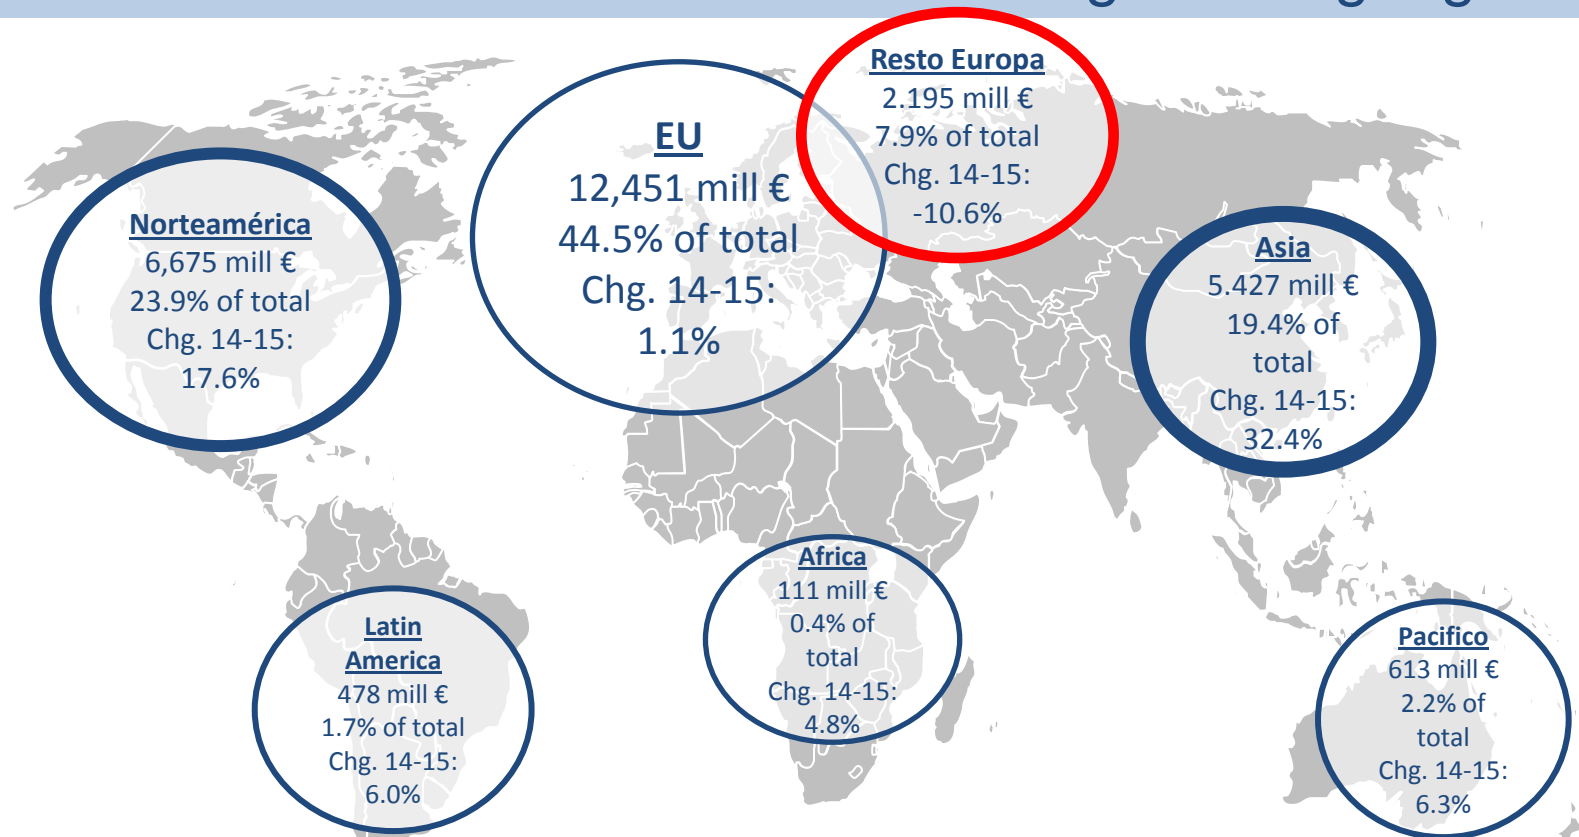 Resto Europa
2.195 mill €
7.9% of total
Chg. 14-15:
-10.6%
EU
12,451 mill €
44.5% of total
Chg. 14-15:
1.1%
Norteamérica
6,675 mill €
23.9% of total
Chg. 14-15:
17.6%
Asia
5.427 mill €
19.4% of
total
Chg. 14-15:
32.4%
Africa
111 mill €
0.4% of
total
Chg. 14-15:
4.8%
Latin
America
478 mill €
1.7% of total
Chg. 14-15:
6.0%
Pacifico
613 mill €
2.2% of
total
Chg. 14-15:
6.3%